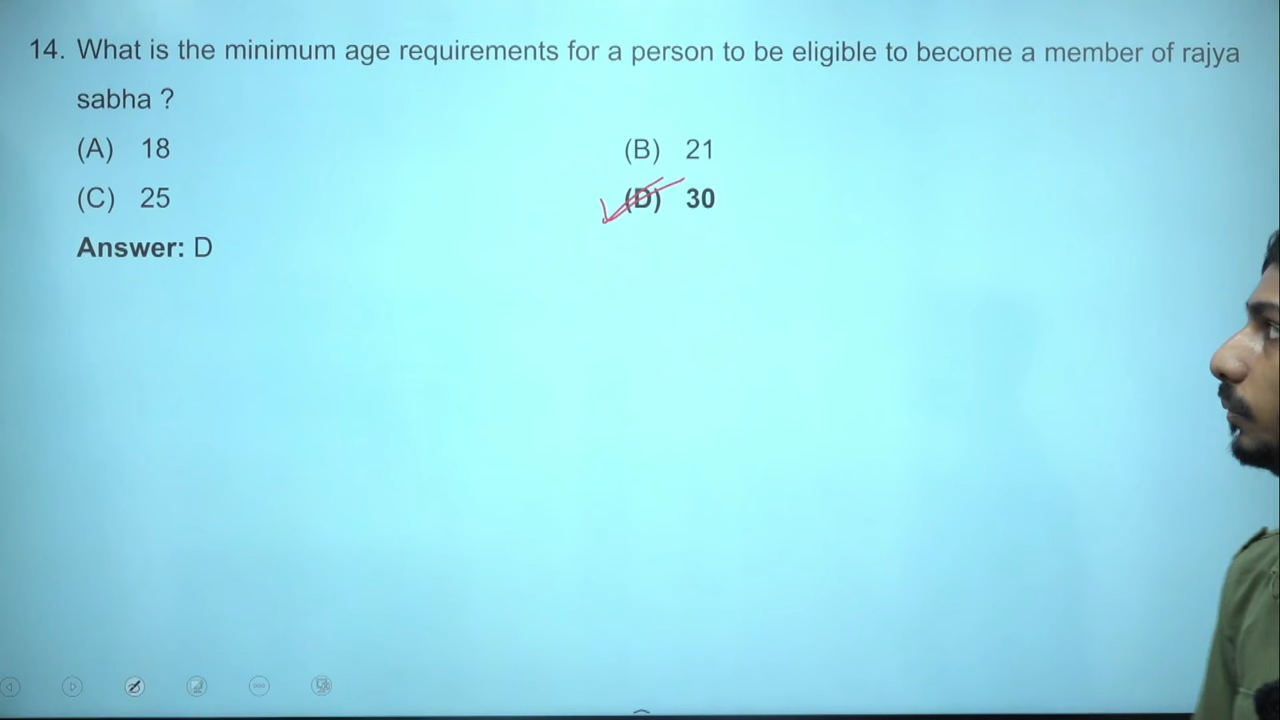 14. What is the minimum age requirements for a person to be eligible to become a member of rajya
sabha ?
(A) 18 (B) 21
(C) 25 (D) 30
Answer: D